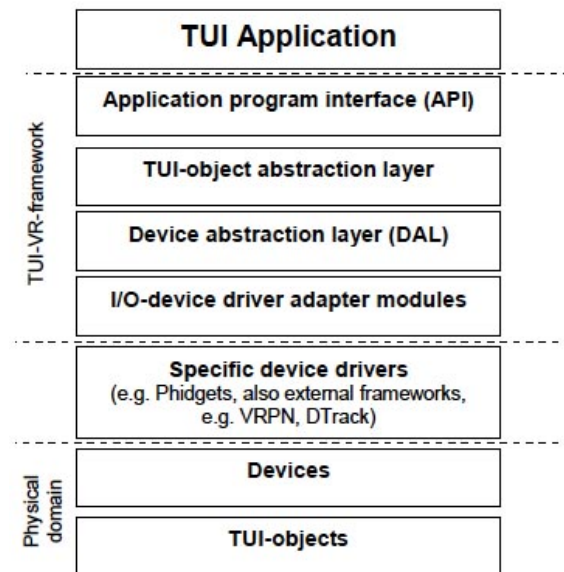 TUI Application
TUI-VR-framework
Application program interface (API)
TUI-object abstraction layer
Device abstraction layer (DAL)
I/O-device driver adapter modules
Specific device drivers
(e.g. Phidgets, also external frameworks,
e.g. VRPN, DTrack)
Physical
domain
Devices
TUI-objects